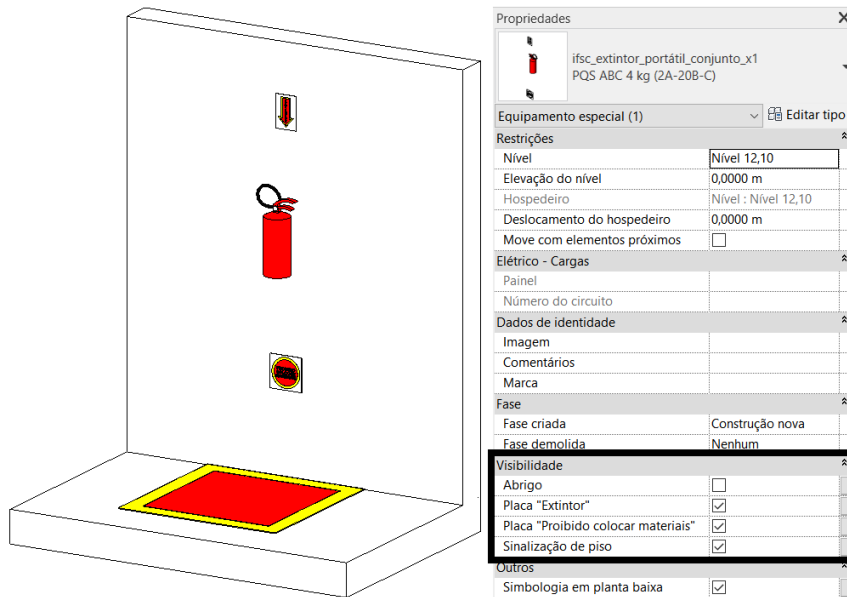 Propriedades
ifsc_extintor_portátil_conjunto_x1
PQS ABC 4 kg (2A-20B-C)
Equipamento especial (1) Editar tipo
Restrições
Nível Nível 12,10
Elevação do nível 0,0000 m
Hospedeiro Nível : Nível 12,10
Deslocamento do hospedeiro 0,0000 m
Move com elementos próximos
Elétrico - Cargas
Painel
Número do circuito
Dados de identidade
Imagem
Comentários
Marca
Fase
Fase criada Construção nova
Fase demolida Nenhum
Visibilidade
Abrigo
Placa "Extintor"
Placa "Proibido colocar materiais"
Sinalização de piso
Outros
Simbologia em planta baixa